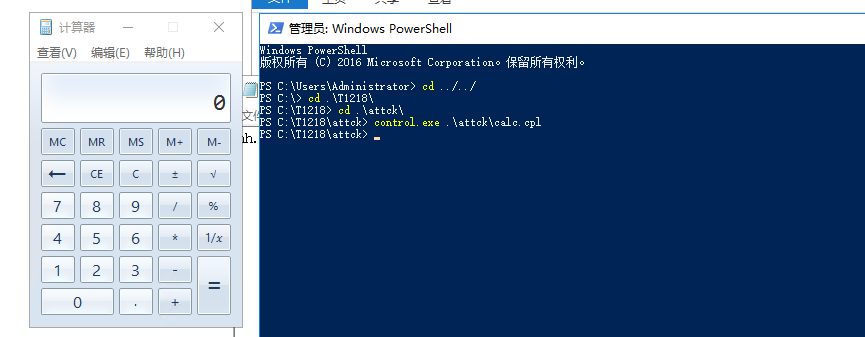 计算器
查看(V) 编辑(E) 帮助(H)
0
MC MR MS M+ M-
← CE C ± √
7 8 9 / %
4 5 6 * 1/x
1 2 3 - =
0 . +
管理员: Windows PowerShell
Windows PowerShell
版权所有 (C) 2016 Microsoft Corporation。保留所有权利。
PS C:\Users\Administrator> cd ../../
PS C:\> cd .\T1218\
PS C:\T1218> cd .\attck\
PS C:\T1218\attck> control.exe .\attck\calc.cpl
PS C:\T1218\attck>